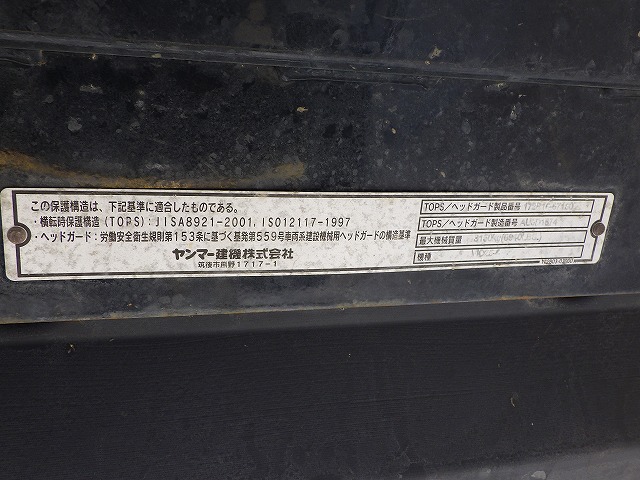 この保護構造は、下記基準に適合したものである。
・横転時保護構造(TOPS):JISA8921-2001,ISO12117-1997
・ヘッドガード:労働安全衛生規則第153条に基づく基発第559号車両系建設機械用ヘッドガードの構造基準
ヤンマー建機株式会社
筑後市熊野1717-1
TOPS/ヘッドガード製品番号
TOPS/ヘッドガード製造番号
最大機械質量
機種